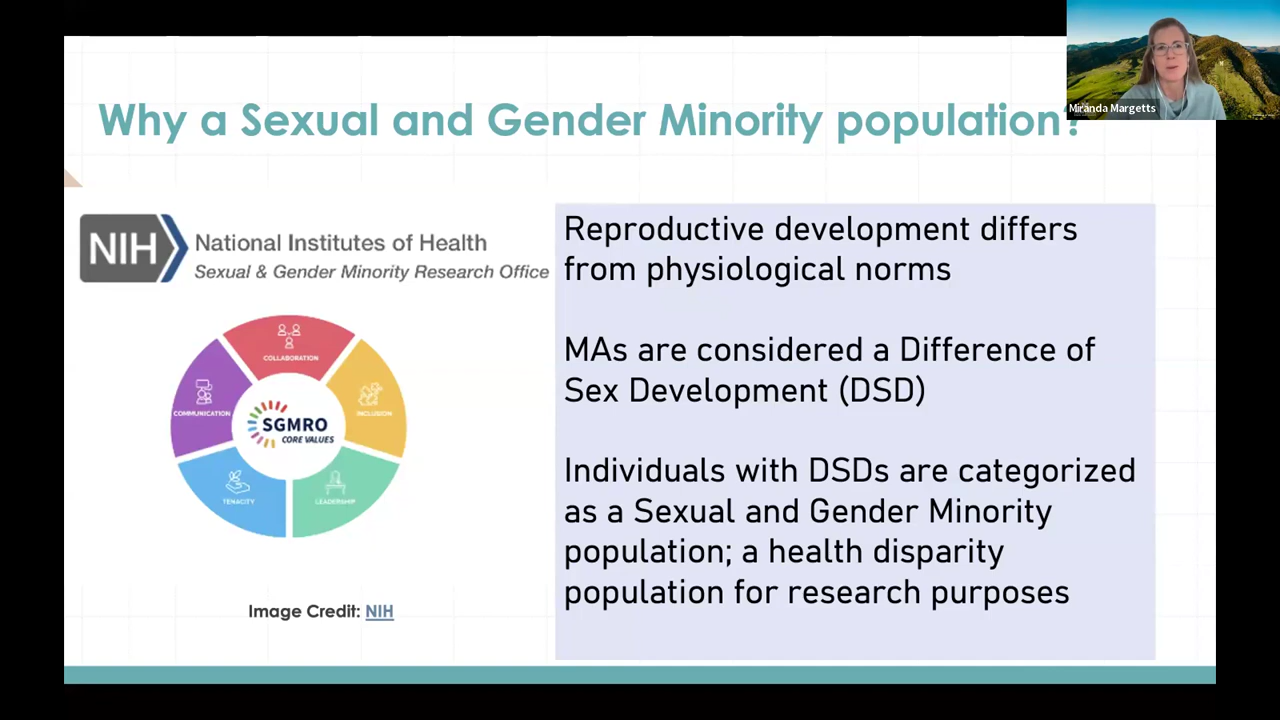 Why a Sexual and Gender Minority population?
Miranda Margetts
NIH
National Institutes of Health
Sexual & Gender Minority Research Office
COLLABORATION
COMMUNICATION
INCLUSION
SGMRO
CORE VALUES
TENACITY
LEADERSHIP
Image Credit: NIH
Reproductive development differs
from physiological norms
MAs are considered a Difference of
Sex Development (DSD)
Individuals with DSDs are categorized
as a Sexual and Gender Minority
population; a health disparity
population for research purposes